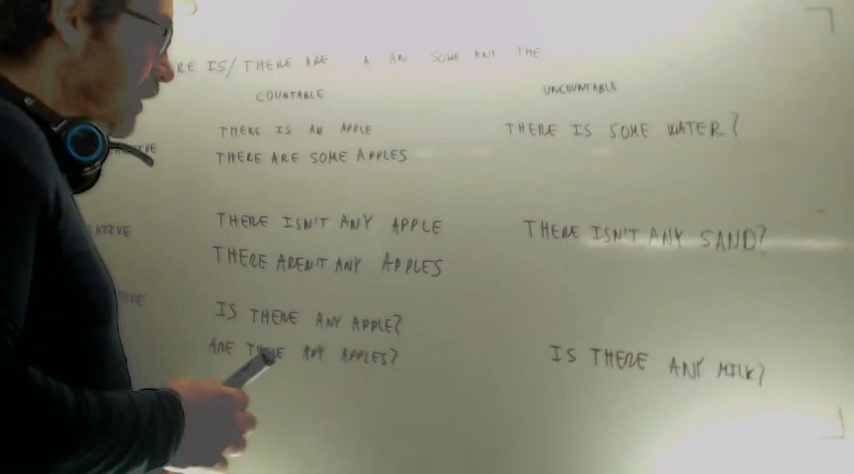 RE IS/ THERE ARE A AN SOME ANY THE
COUNTABLE UNCOUNTABLE
THERE IS AN APPLE THERE IS SOME WATER?
THERE ARE SOME APPLES
THERE ISN'T ANY APPLE THERE ISN'T ANY SAND?
THERE AREN'T ANY APPLES
IS THERE ANY APPLE?
ARE THERE ANY APPLES? IS THERE ANY MILK?